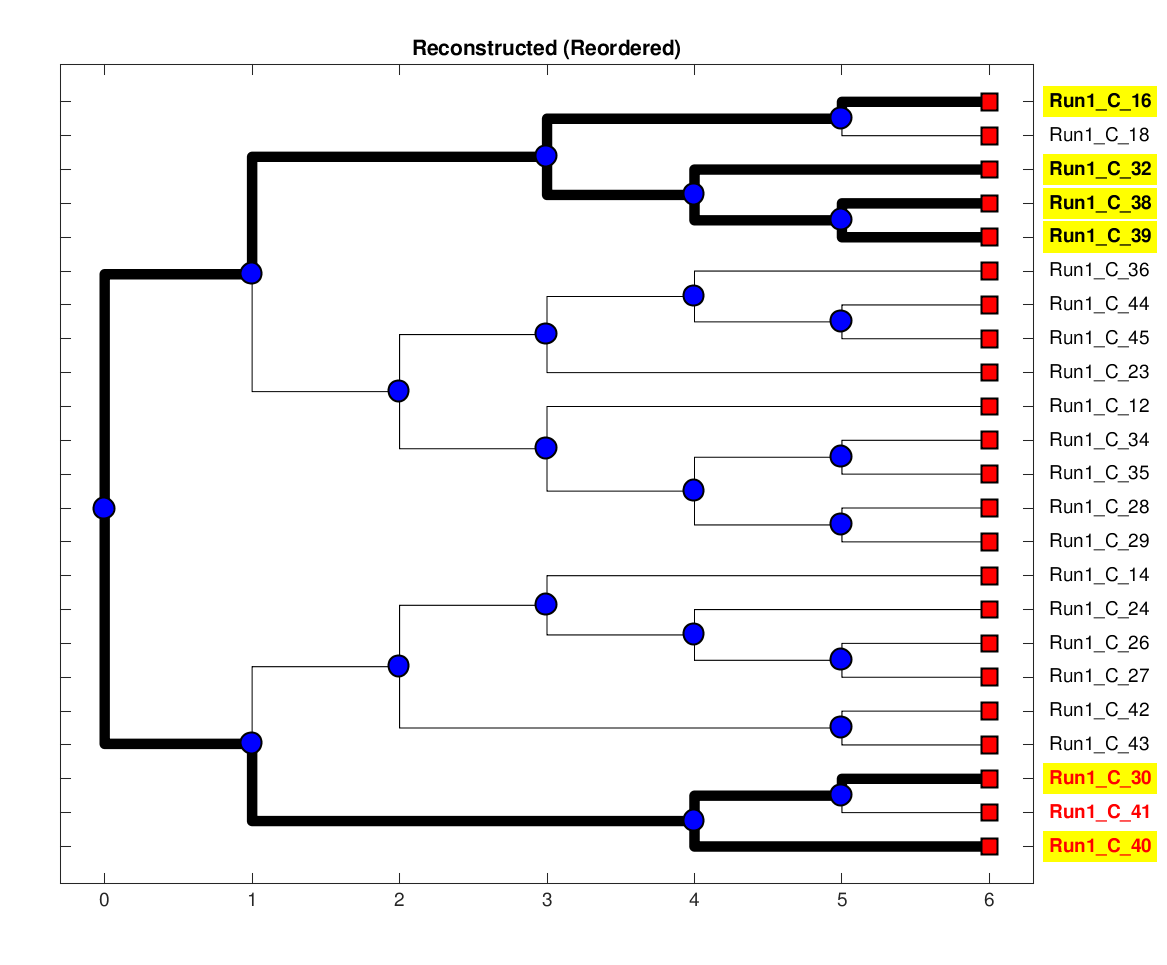 Reconstructed (Reordered)
Run1_C_16
Run1_C_18
Run1_C_32
Run1_C_38
Run1_C_39
Run1_C_36
Run1_C_44
Run1_C_45
Run1_C_23
Run1_C_12
Run1_C_34
Run1_C_35
Run1_C_28
Run1_C_29
Run1_C_14
Run1_C_24
Run1_C_26
Run1_C_27
Run1_C_42
Run1_C_43
Run1_C_30
Run1_C_41
Run1_C_40
0 1 2 3 4 5 6